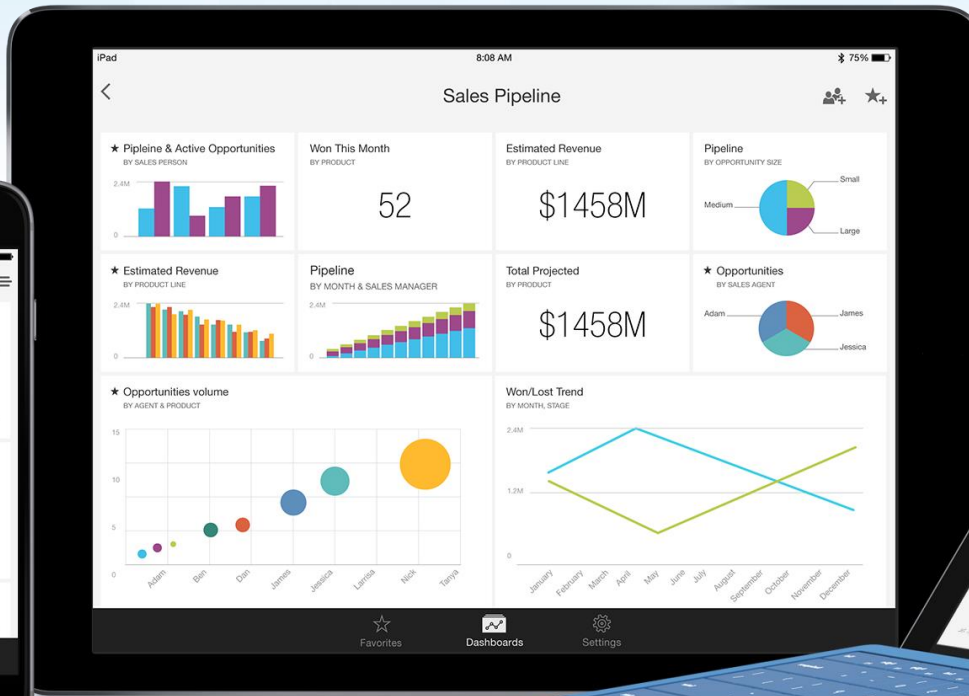 iPad
8:08 AM
75%
Sales Pipeline
★ Pipleine & Active Opportunities
BY SALES PERSON
2.4M
0
Won This Month
BY PRODUCT
52
Estimated Revenue
BY PRODUCT LINE
$1458M
Pipeline
BY OPPORTUNITY SIZE
Small
Medium
Large
★ Estimated Revenue
BY PRODUCT LINE
2.4M
0
Pipeline
BY MONTH & SALES MANAGER
2.4M
0
Total Projected
BY PRODUCT
$1458M
★ Opportunities
BY SALES AGENT
Adam
James
Jessica
★ Opportunities volume
BY AGENT & PRODUCT
15
10
5
0
Adam
Ben
Dan
James
Jessica
Larrisa
Nick
Tanya
Won/Lost Trend
BY MONTH, STAGE
2.4M
1.2M
0
January
February
March
April
May
June
July
August
September
October
November
December
Favorites
Dashboards
Settings